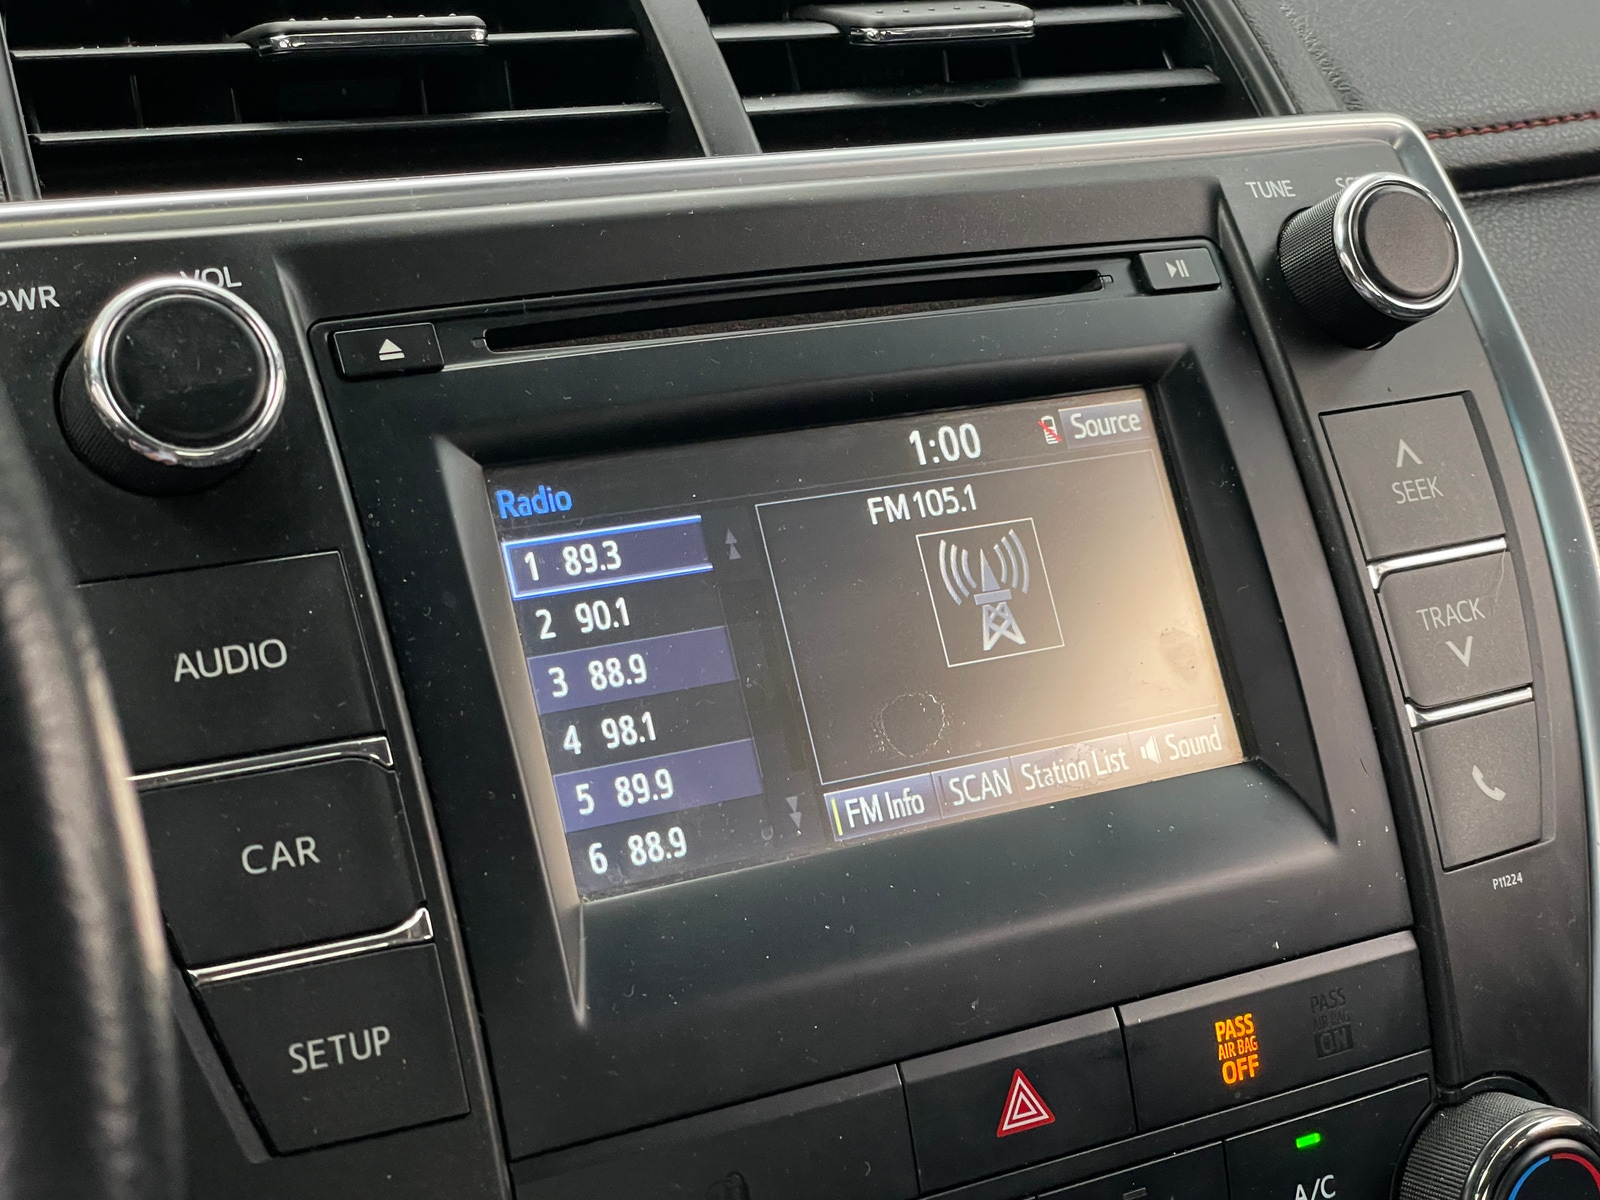 PWR
VOL
TUNE
1:00
Source
Radio
FM 105.1
1 89.3
2 90.1
3 88.9
4 98.1
5 89.9
6 88.9
FM Info
SCAN
Station List
Sound
AUDIO
CAR
SETUP
SEEK
TRACK
P11224
PASS
AIR BAG
OFF
PASS
AIR BAG
ON
A/C